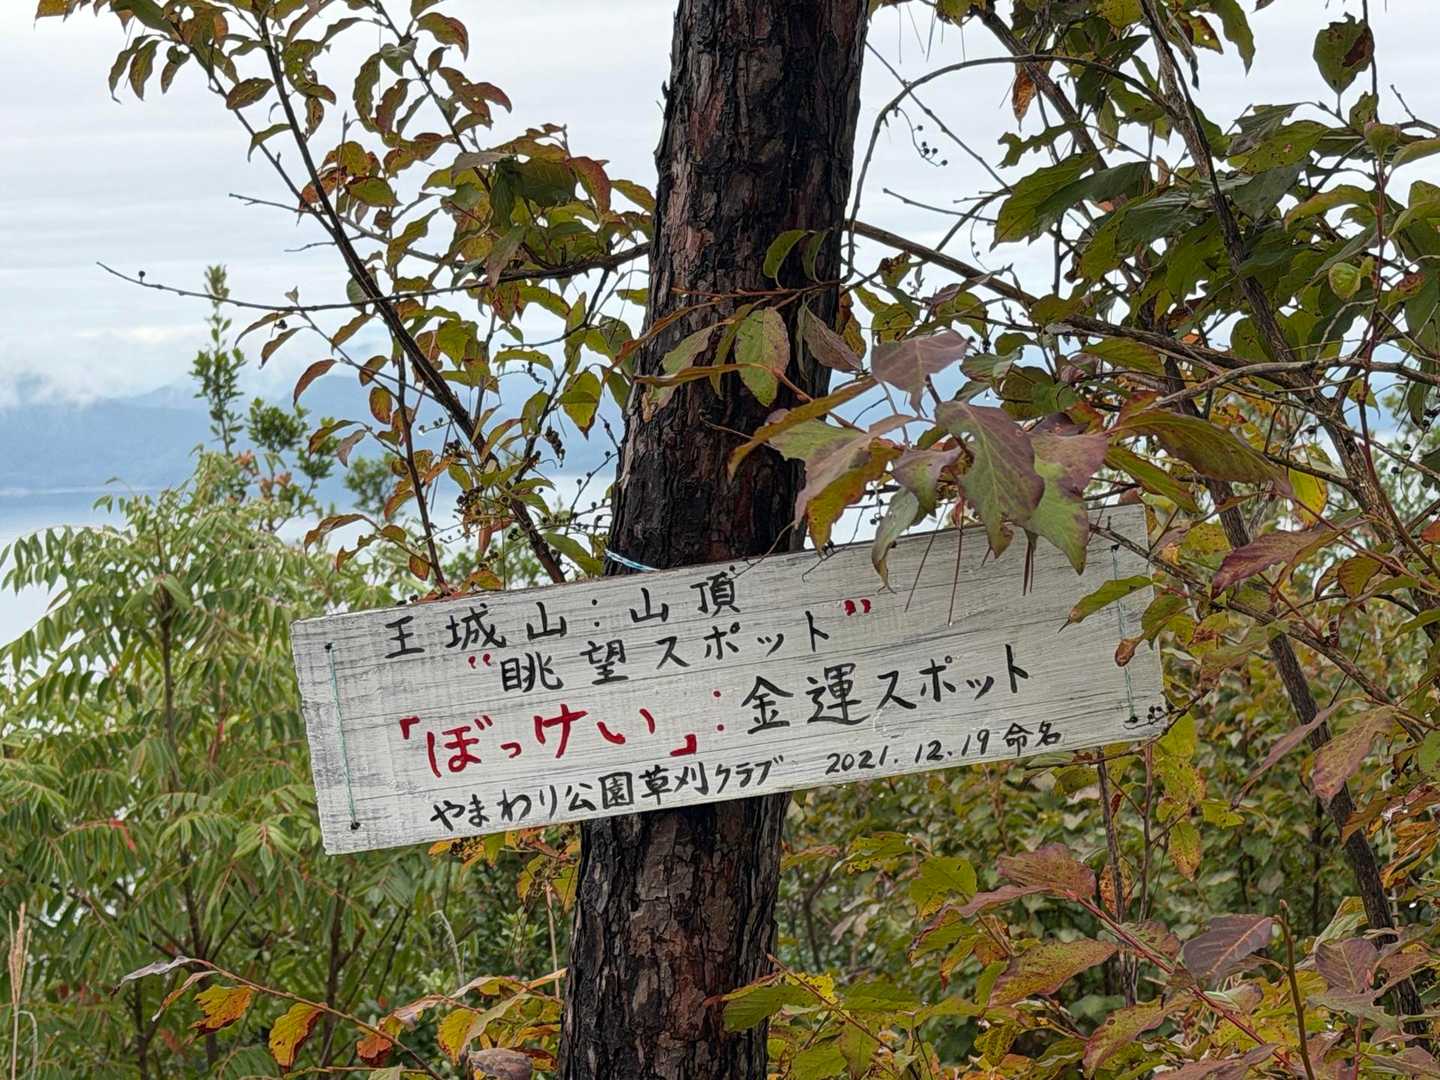 王城山：山頂
"眺望スポット"
「ぼっけい」：金運スポット
やまわり公園草刈クラブ 2021.12.19命名